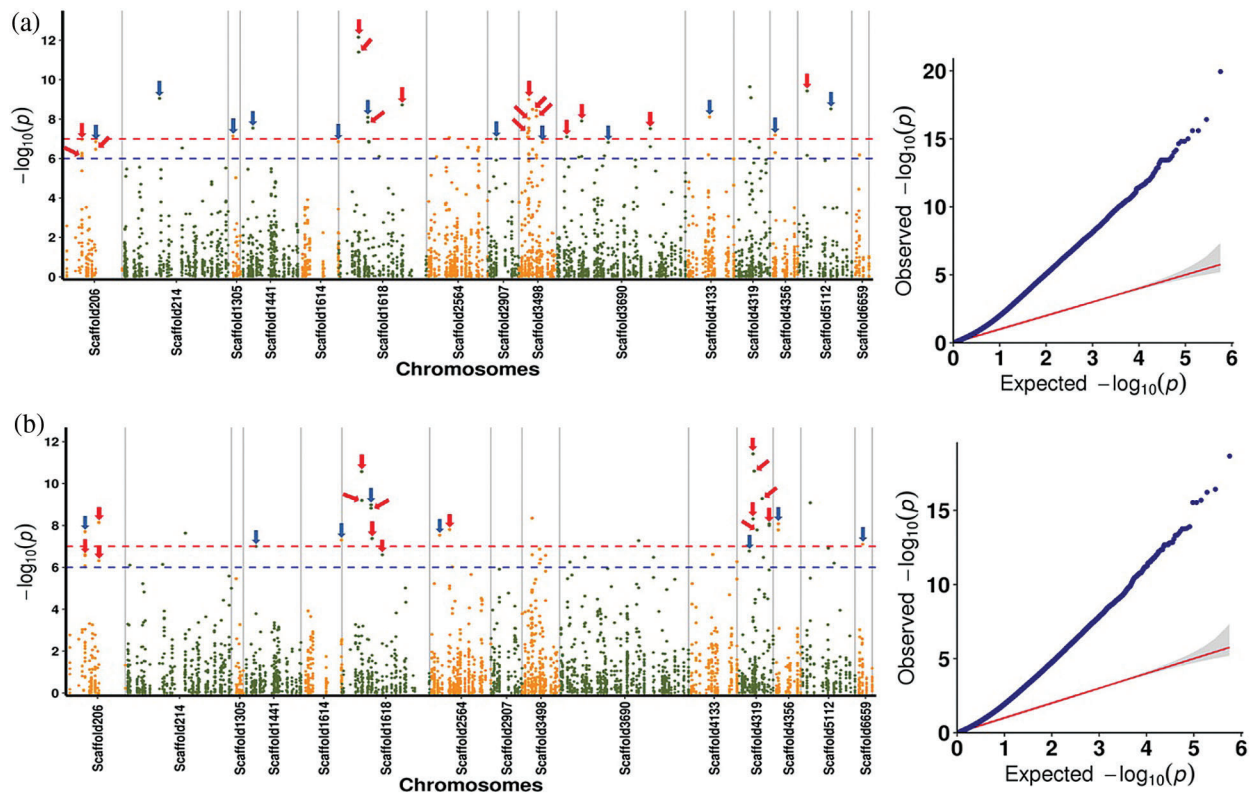 (a)
−log10(p)
12
10
8
6
4
2
0
Scaffold206
Scaffold214
Scaffold1305
Scaffold1441
Scaffold1614
Scaffold1618
Scaffold2564
Scaffold2907
Scaffold3498
Scaffold3690
Scaffold4133
Scaffold4319
Scaffold4356
Scaffold5112
Scaffold6659
Chromosomes
Observed −log10(p)
20
15
10
5
0
0 1 2 3 4 5 6
Expected −log10(p)
(b)
−log10(p)
12
10
8
6
4
2
0
Scaffold206
Scaffold214
Scaffold1305
Scaffold1441
Scaffold1614
Scaffold1618
Scaffold2564
Scaffold2907
Scaffold3498
Scaffold3690
Scaffold4133
Scaffold4319
Scaffold4356
Scaffold5112
Scaffold6659
Chromosomes
Observed −log10(p)
20
15
10
5
0
0 1 2 3 4 5 6
Expected −log10(p)